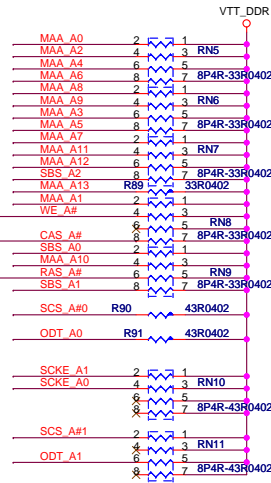 VTT_DDR
MAA_A0 2 1
MAA_A2 4 3 RN5
MAA_A4 6 5
MAA_A6 8 7 8P4R-33R0402
MAA_A8 2 1
MAA_A9 4 3 RN6
MAA_A3 6 5
MAA_A5 8 7 8P4R-33R0402
MAA_A7 2 1
MAA_A11 4 3 RN7
MAA_A12 6 5
SBS_A2 8 7 8P4R-33R0402
MAA_A13 R89 33R0402
MAA_A1 2 1
WE_A# 4 3
6 5 RN8
CAS_A# 8 7 8P4R-33R0402
SBS_A0 2 1
MAA_A10 4 3
RAS_A# 6 5 RN9
SBS_A1 8 7 8P4R-33R0402
SCS_A#0 R90 43R0402
ODT_A0 R91 43R0402
SCKE_A1 2 1
SCKE_A0 4 3 RN10
6 5
8 7 8P4R-43R0402
SCS_A#1 2 1
4 3 RN11
ODT_A1 6 5
8 7 8P4R-43R0402